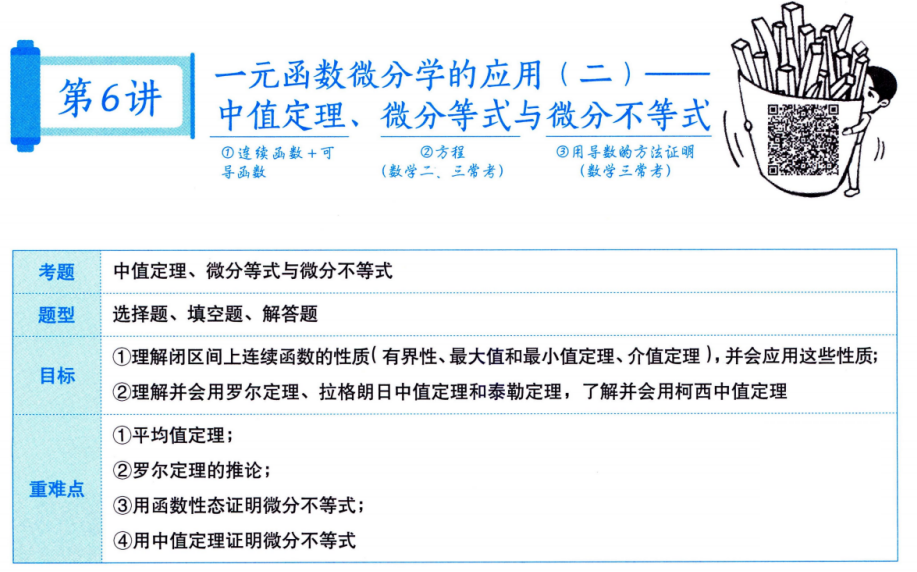 第6讲
一元函数微分学的应用（二）——
中值定理、微分等式与微分不等式
①连续函数+可
导函数
②方程
（数学二、三常考）
③用导数的方法证明
（数学三常考）
考题 中值定理、微分等式与微分不等式
题型 选择题、填空题、解答题
目标 ①理解闭区间上连续函数的性质(有界性、最大值和最小值定理、介值定理),并会应用这些性质;
②理解并会用罗尔定理、拉格朗日中值定理和泰勒定理，了解并会用柯西中值定理
重难点 ①平均值定理;
②罗尔定理的推论;
③用函数性态证明微分不等式;
④用中值定理证明微分不等式